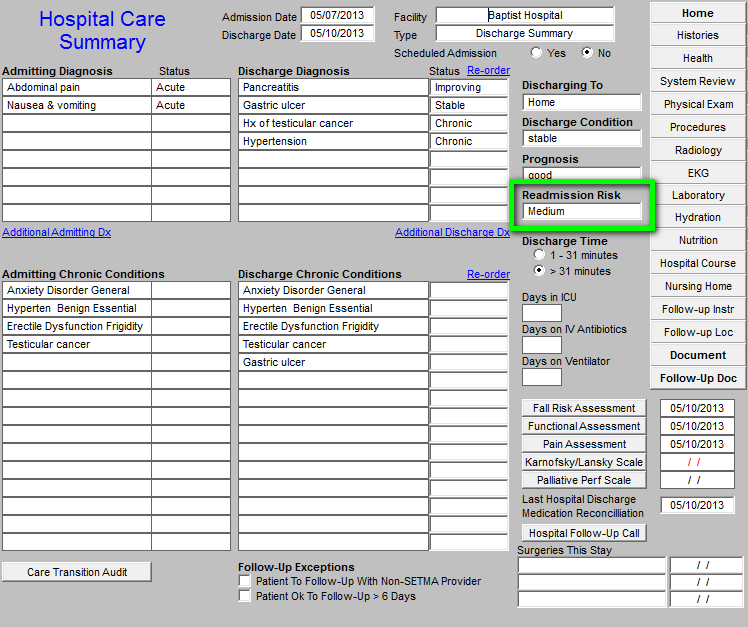 Hospital Care
Summary
Admission Date 05/07/2013
Discharge Date 05/10/2013
Facility Baptist Hospital
Type Discharge Summary
Scheduled Admission Yes No
Admitting Diagnosis Status
Abdominal pain Acute
Nausea & vomiting Acute
Additional Admitting Dx
Discharge Diagnosis Status Re-order
Pancreatitis Improving
Gastric ulcer Stable
Hx of testicular cancer Chronic
Hypertension Chronic
Additional Discharge Dx
Discharging To
Home
Discharge Condition
stable
Prognosis
good
Readmission Risk
Medium
Discharge Time
1 - 31 minutes
> 31 minutes
Days in ICU
Days on IV Antibiotics
Days on Ventilator
Admitting Chronic Conditions
Anxiety Disorder General
Hyperten Benign Essential
Erectile Dysfunction Frigidity
Testicular cancer
Discharge Chronic Conditions Re-order
Anxiety Disorder General
Hyperten Benign Essential
Erectile Dysfunction Frigidity
Testicular cancer
Gastric ulcer
Fall Risk Assessment 05/10/2013
Functional Assessment 05/10/2013
Pain Assessment 05/10/2013
Karnofsky/Lansky Scale / /
Palliative Perf Scale / /
Last Hospital Discharge
Medication Reconcilliation 05/10/2013
Hospital Follow-Up Call
Surgeries This Stay
/ /
/ /
/ /
Care Transition Audit
Follow-Up Exceptions
Patient To Follow-Up With Non-SETMA Provider
Patient Ok To Follow-Up > 6 Days
Home
Histories
Health
System Review
Physical Exam
Procedures
Radiology
EKG
Laboratory
Hydration
Nutrition
Hospital Course
Nursing Home
Follow-up Instr
Follow-up Loc
Document
Follow-Up Doc